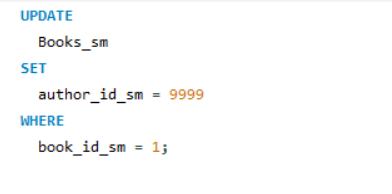 UPDATE
Books_sm
SET
author_id_sm = 9999
WHERE
book_id_sm = 1;